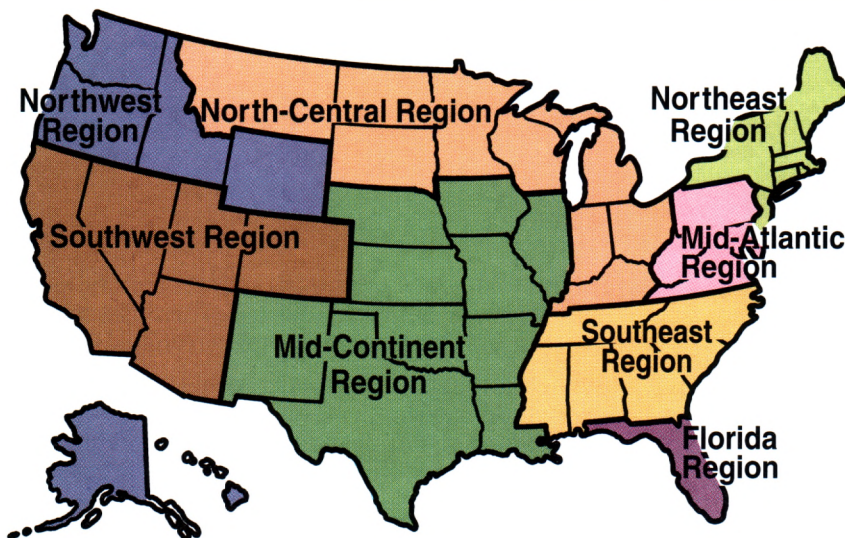 Northwest
Region
North-Central Region
Northeast
Region
Southwest Region
Mid-Atlantic
Region
Mid-Continent
Region
Southeast
Region
Florida
Region